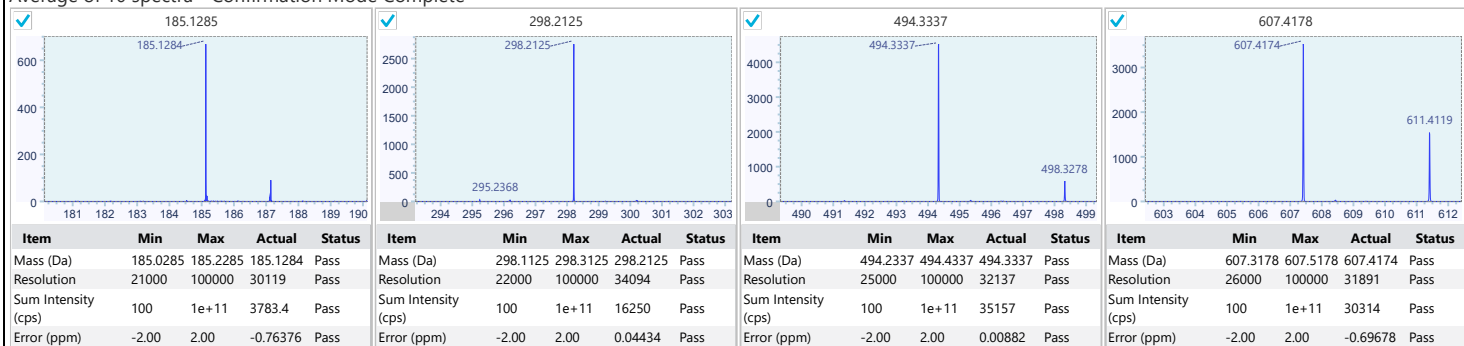 Average of 10 spectra - Confirmation Mode Complete
185.1285
185.1284
600
400
200
0
181 182 183 184 185 186 187 188 189 190
Item Min Max Actual Status
Mass (Da) 185.0285 185.2285 185.1284 Pass
Resolution 21000 100000 30119 Pass
Sum Intensity (cps) 100 1e+11 3783.4 Pass
Error (ppm) -2.00 2.00 -0.76376 Pass
298.2125
298.2125
2500
2000
1500
1000
500
0
295.2368
294 295 296 297 298 299 300 301 302 303
Item Min Max Actual Status
Mass (Da) 298.1125 298.3125 298.2125 Pass
Resolution 22000 100000 34094 Pass
Sum Intensity (cps) 100 1e+11 16250 Pass
Error (ppm) -2.00 2.00 0.04434 Pass
494.3337
494.3337
4000
3000
2000
1000
0
498.3278
490 491 492 493 494 495 496 497 498 499
Item Min Max Actual Status
Mass (Da) 494.2337 494.4337 494.3337 Pass
Resolution 25000 100000 32137 Pass
Sum Intensity (cps) 100 1e+11 35157 Pass
Error (ppm) -2.00 2.00 0.00882 Pass
607.4178
607.4174
3000
2000
1000
0
611.4119
603 604 605 606 607 608 609 610 611 612
Item Min Max Actual Status
Mass (Da) 607.3178 607.5178 607.4174 Pass
Resolution 26000 100000 31891 Pass
Sum Intensity (cps) 100 1e+11 30314 Pass
Error (ppm) -2.00 2.00 -0.69678 Pass